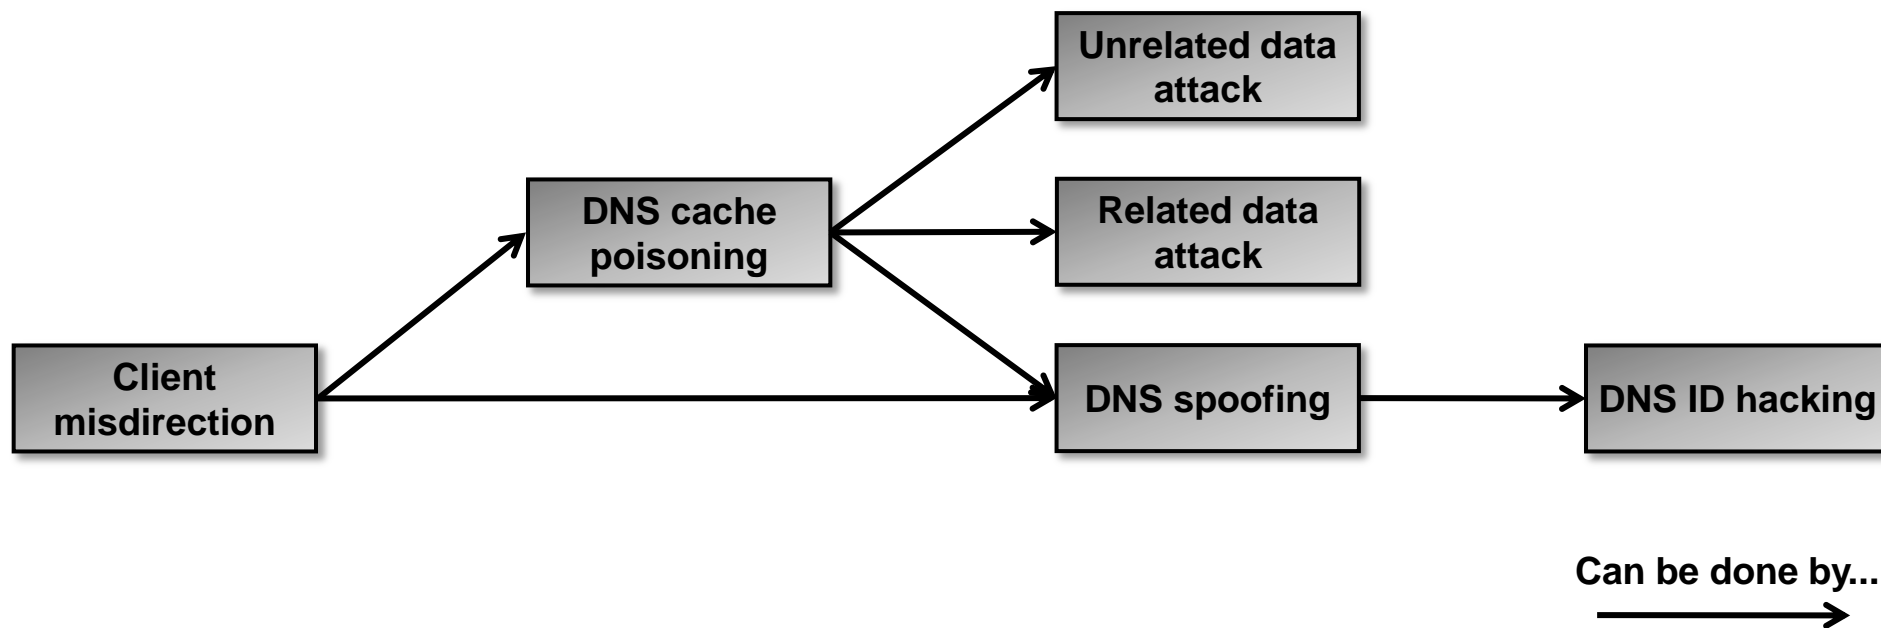 Unrelated data
attack
DNS cache
poisoning
Related data
attack
Client
misdirection
DNS spoofing
DNS ID hacking
Can be done by...